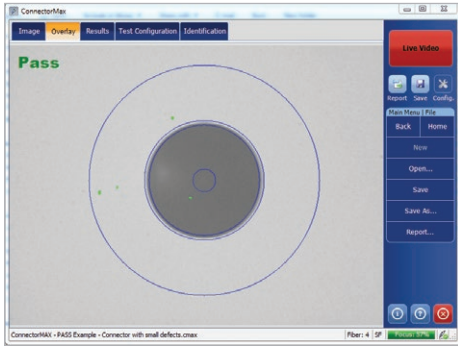 ConnectorMax
Image Overlay Results Test Configuration Identification
Pass
Live Video
Report Save Config.
Main Menu | File
Back Home
New
Open...
Save
Save As...
Report...
ConnectorMAX - PASS Example - Connector with small defects.cmax
Fiber: 4 SF